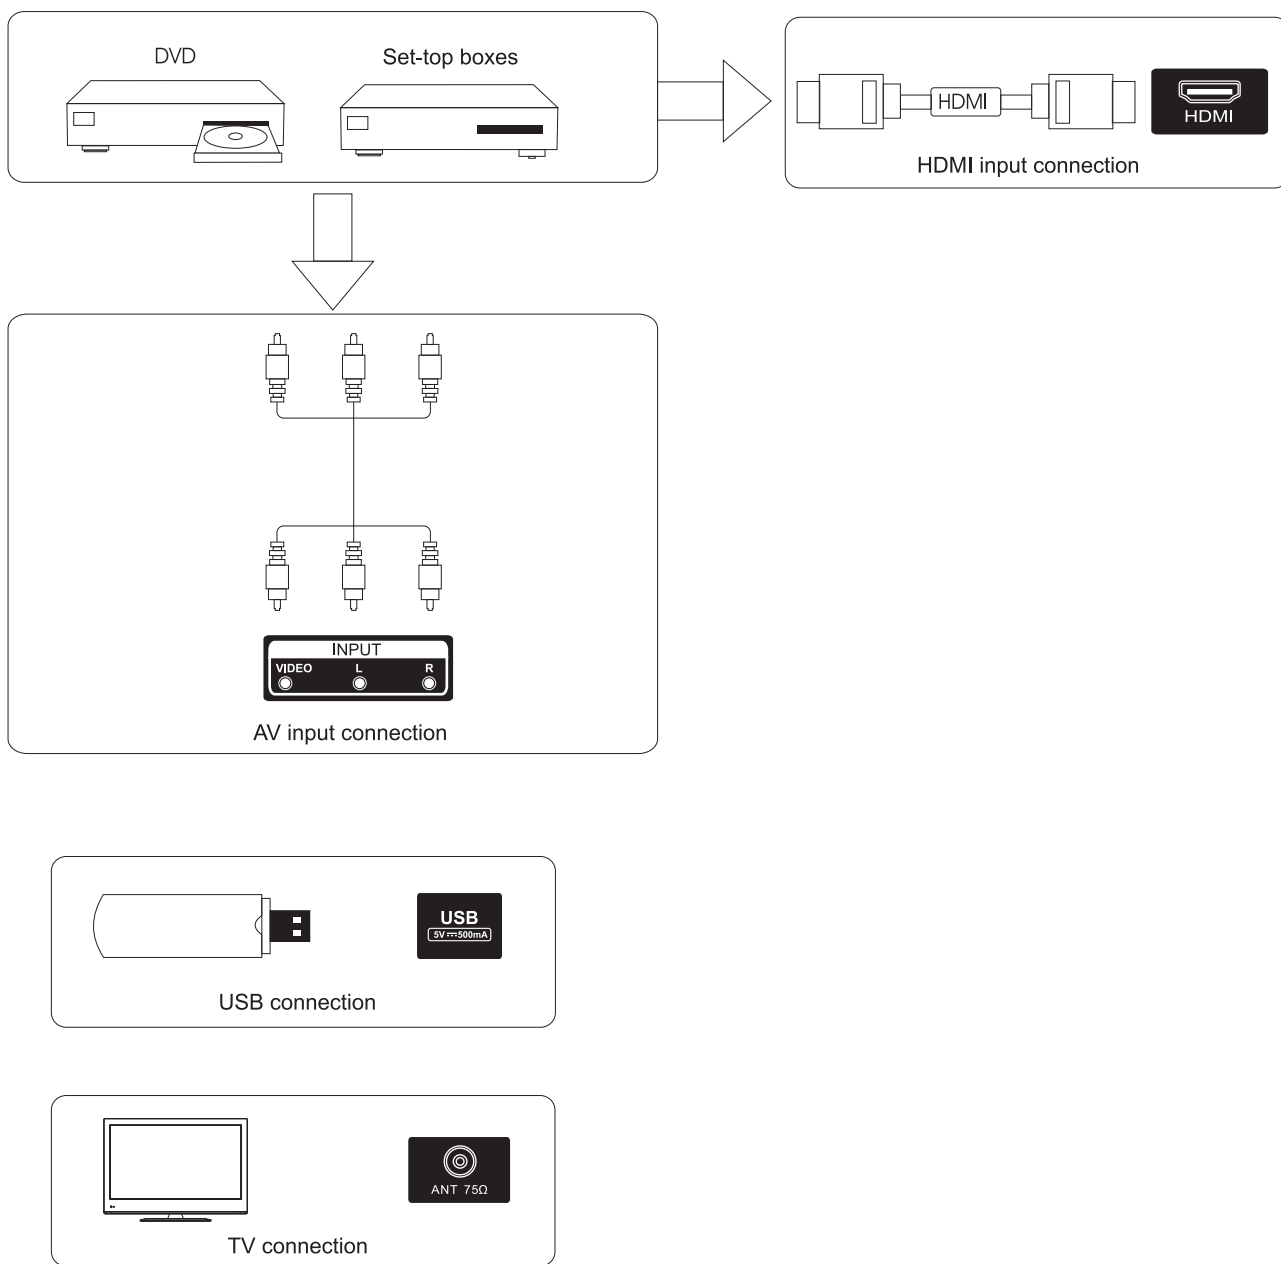 DVD
Set-top boxes
HDMI
HDMI
HDMI input connection
INPUT
VIDEO L R
AV input connection
USB
5V⎓500mA
USB connection
ANT 75Ω
TV connection